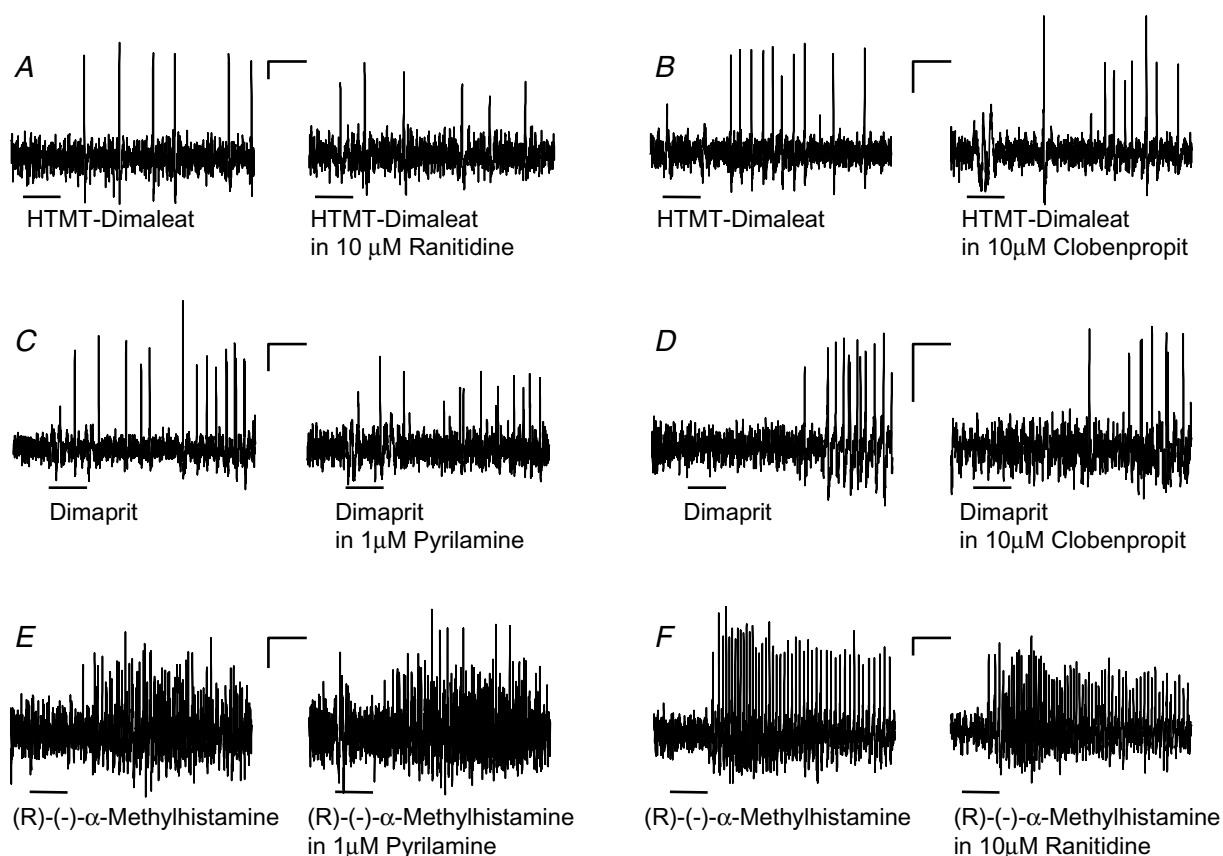 A
B
HTMT-Dimaleat
HTMT-Dimaleat
in 10 μM Ranitidine
HTMT-Dimaleat
HTMT-Dimaleat
in 10μM Clobenpropit
C
D
Dimaprit
Dimaprit
in 1μM Pyrilamine
Dimaprit
Dimaprit
in 10μM Clobenpropit
E
F
(R)-(-)-α-Methylhistamine
(R)-(-)-α-Methylhistamine
in 1μM Pyrilamine
(R)-(-)-α-Methylhistamine
(R)-(-)-α-Methylhistamine
in 10μM Ranitidine